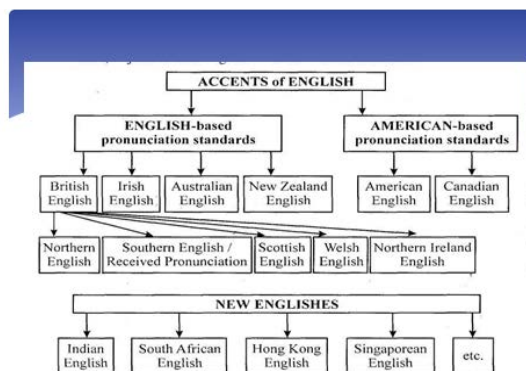 ACCENTS of ENGLISH
ENGLISH-based
pronunciation standards
AMERICAN-based
pronunciation standards
British
English
Irish
English
Australian
English
New Zealand
English
American
English
Canadian
English
Northern
English
Southern English /
Received Pronunciation
Scottish
English
Welsh
English
Northern Ireland
English
NEW ENGLISHES
Indian
English
South African
English
Hong Kong
English
Singaporean
English
etc.